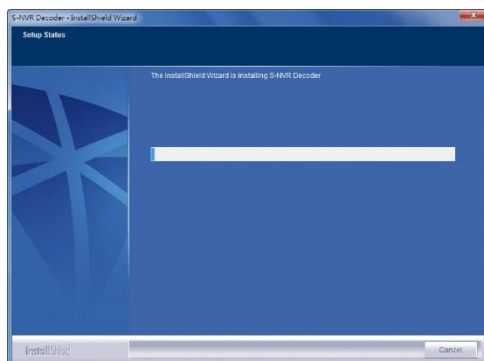 S-NVR Decoder - InstallShield Wizard
Setup Status
The InstallShield Wizard is installing S-NVR Decoder
InstallShield
Cancel